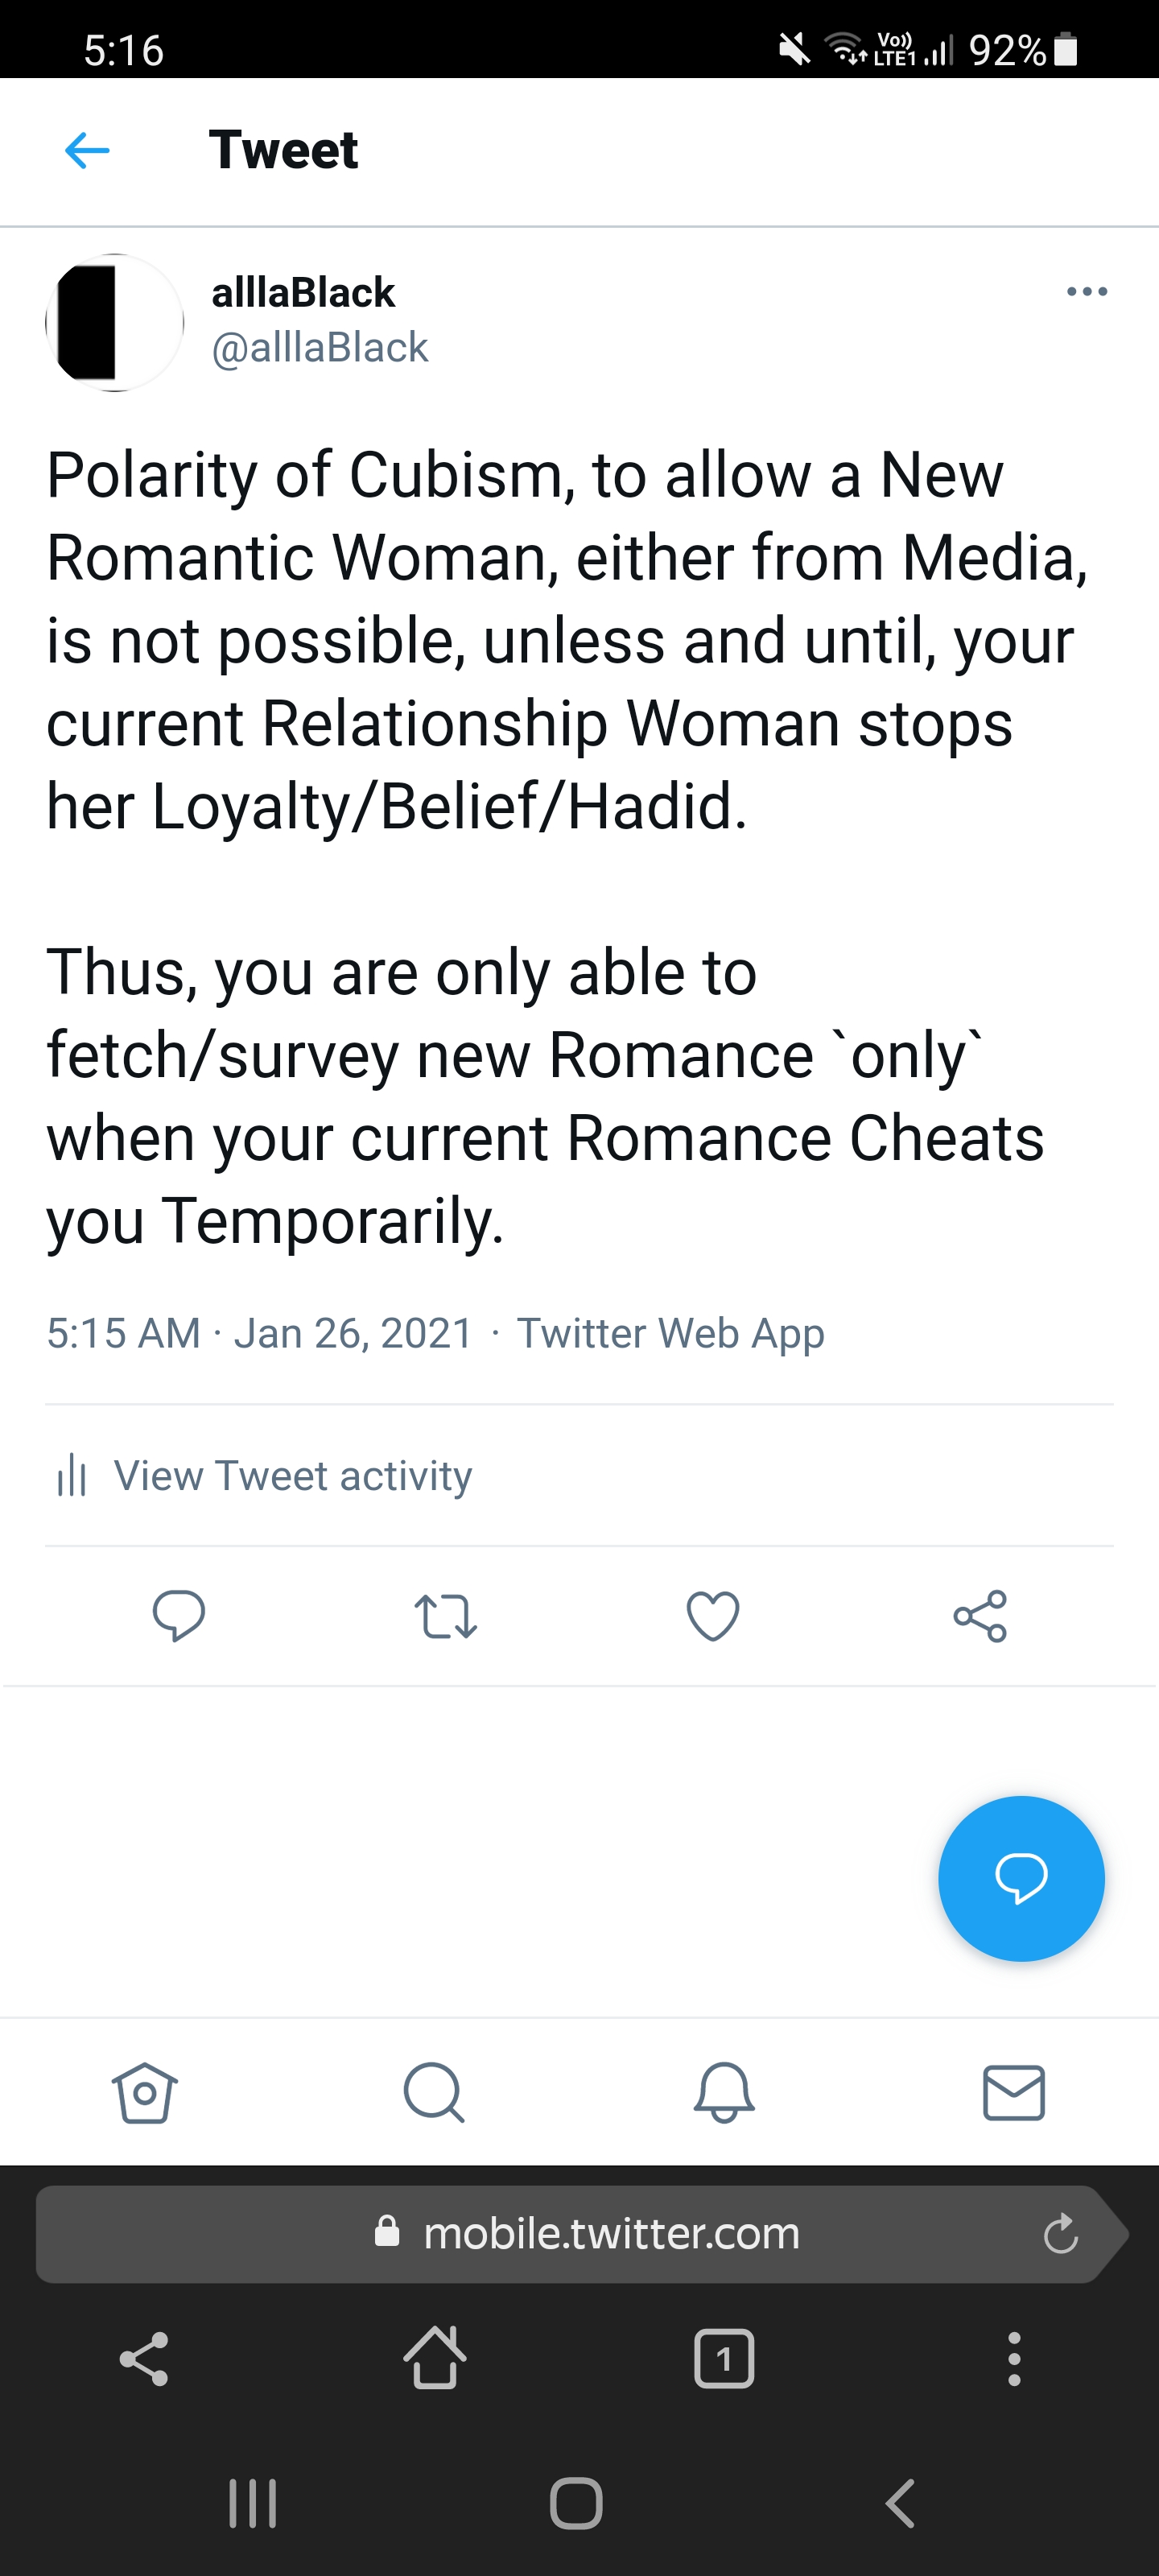 5:16
Vo)) LTE1 92%
Tweet
alllaBlack
@alllaBlack
Polarity of Cubism, to allow a New
Romantic Woman, either from Media,
is not possible, unless and until, your
current Relationship Woman stops
her Loyalty/Belief/Hadid.
Thus, you are only able to
fetch/survey new Romance `only`
when your current Romance Cheats
you Temporarily.
5:15 AM · Jan 26, 2021 · Twitter Web App
View Tweet activity
mobile.twitter.com
1